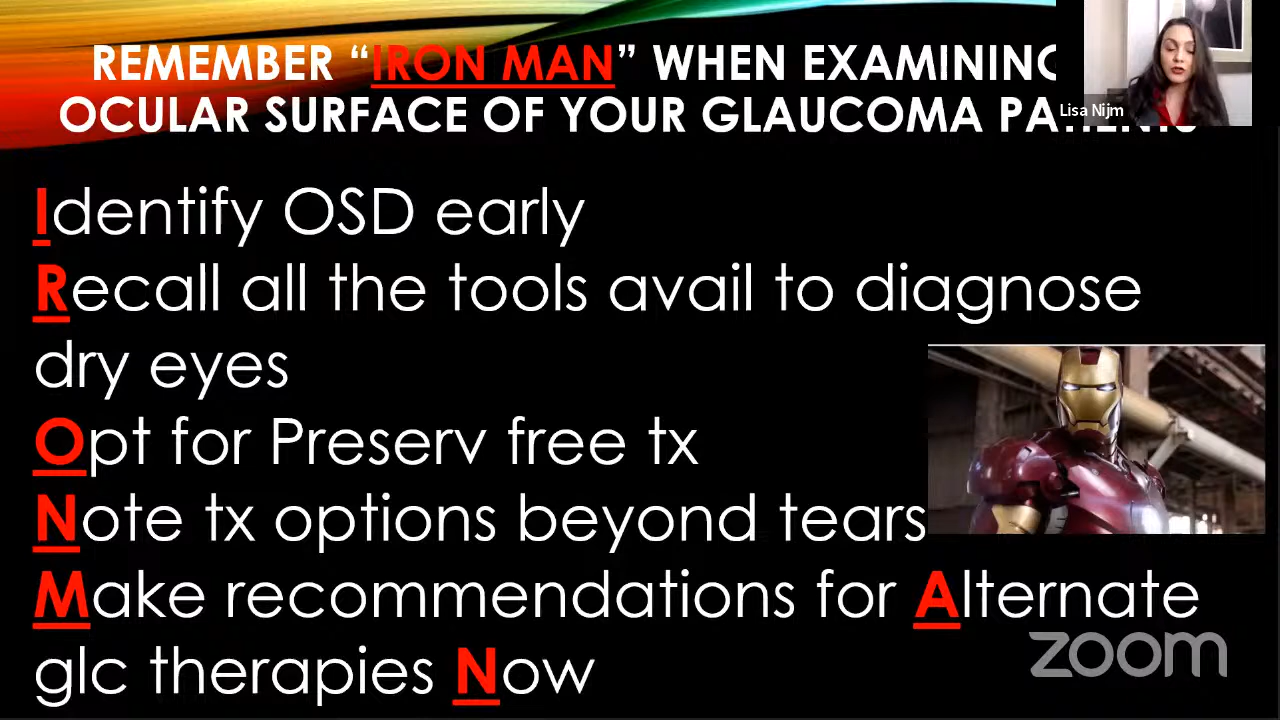 REMEMBER “IRON MAN” WHEN EXAMINING
OCULAR SURFACE OF YOUR GLAUCOMA PATIENTS
Lisa Nijm
Identify OSD early
Recall all the tools avail to diagnose
dry eyes
Opt for Preserv free tx
Note tx options beyond tears
Make recommendations for Alternate
glc therapies Now
zoom